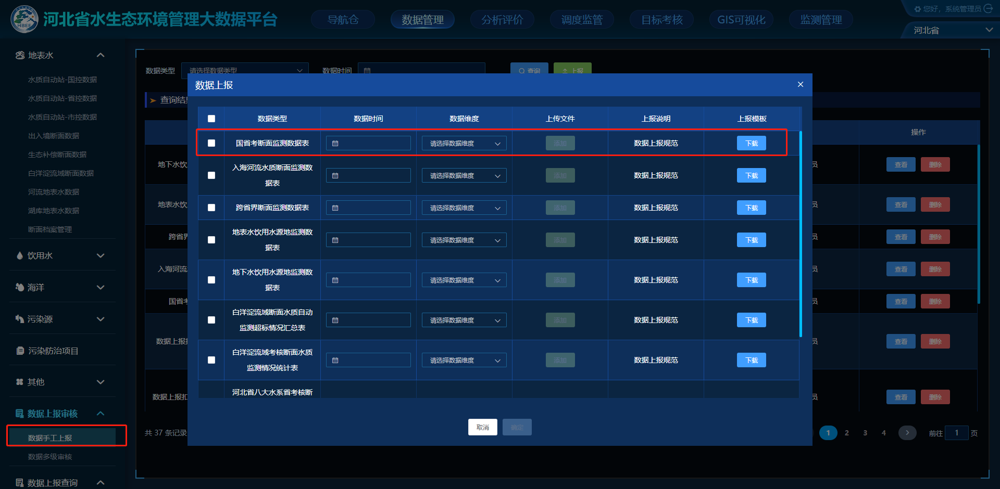 HBEE
河北省水生态环境管理大数据平台
导航仓
数据管理
分析评价
调度监管
目标考核
GIS可视化
监测管理
您好，系统管理员
河北省
地表水
水质自动站-国控数据
水质自动站-省控数据
水质自动站-市控数据
出入境断面数据
生态补偿断面数据
白洋淀流域断面数据
河流地表水数据
湖库地表水数据
断面档案管理
饮用水
海洋
污染源
污染防治项目
其他
数据上报审核
数据手工上报
数据多级审核
数据上报查询
数据类型
请选择数据类型
数据时间
查询
上报
查询结
操作
地下水饮
员
查看
删除
地表水饮
员
查看
删除
跨省界
员
查看
删除
入海河流
员
查看
删除
国省考
员
查看
删除
数据上报
员
查看
删除
数据上报
员
查看
删除
共 37 条记录
1
2
3
4
前往
1
页
数据上报
数据类型
数据时间
数据维度
上传文件
上报说明
上报模板
国省考断面监测数据表
请选择数据维度
添加
数据上报规范
下载
入海河流水质断面监测数
据表
请选择数据维度
添加
数据上报规范
下载
跨省界断面监测数据表
请选择数据维度
添加
数据上报规范
下载
地表水饮用水源地监测数
据表
请选择数据维度
添加
数据上报规范
下载
地下水饮用水源地监测数
据表
请选择数据维度
添加
数据上报规范
下载
白洋淀流域断面水质自动
监测超标情况汇总表
请选择数据维度
添加
数据上报规范
下载
白洋淀流域考核断面水质
监测情况统计表
请选择数据维度
添加
数据上报规范
下载
河北省八大水系省考核断
取消
确定